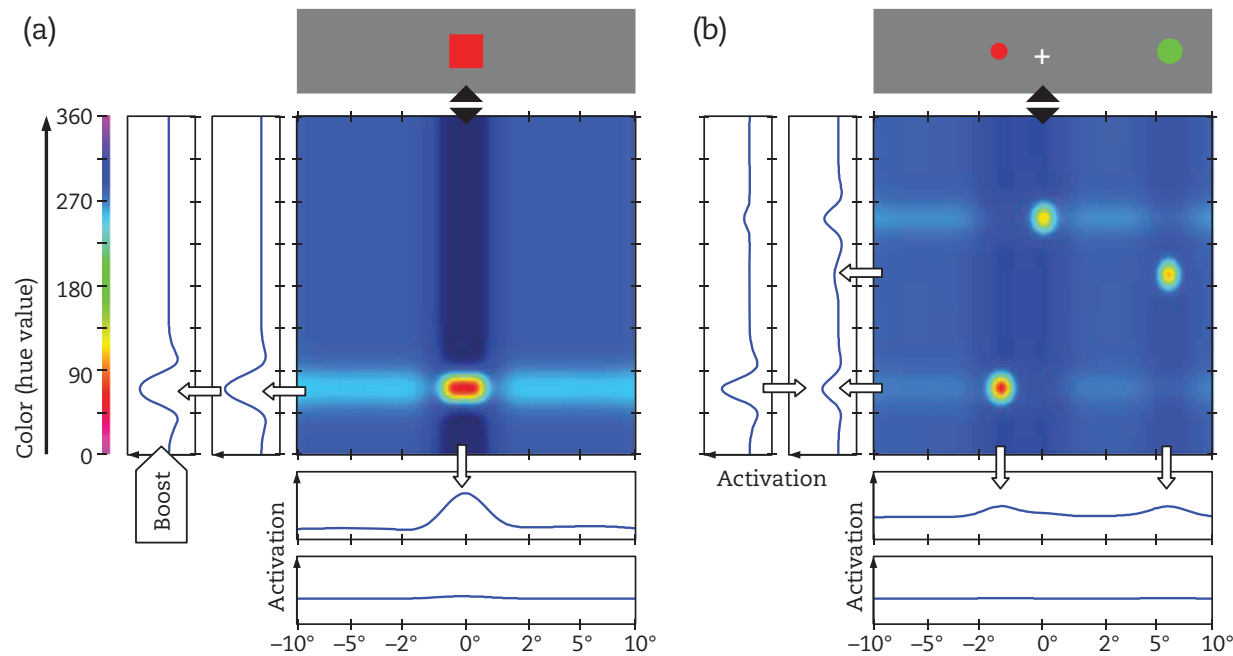 (a)
(b)
Color (hue value)
360
270
180
90
0
Boost
Activation
Activation
–10° –5° –2° 0° 2° 5° 10°
Activation
Activation
–10° –5° –2° 0° 2° 5° 10°